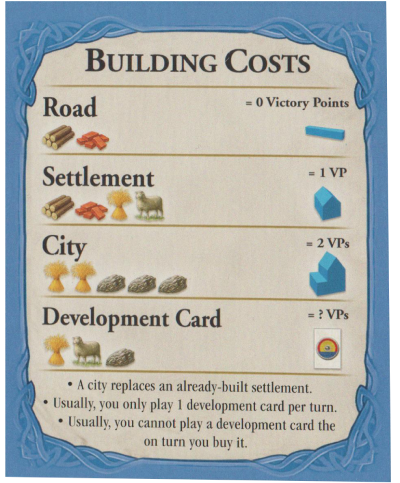 BUILDING COSTS
Road = 0 Victory Points
Settlement = 1 VP
City = 2 VPs
Development Card = ? VPs
• A city replaces an already-built settlement.
• Usually, you only play 1 development card per turn.
• Usually, you cannot play a development card the
on turn you buy it.